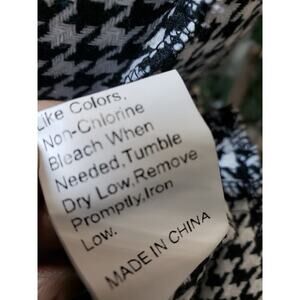 Like Colors.
Non-Chlorine
Bleach When
Needed.Tumble
Dry Low.Remove
Promptly.Iron
Low.
MADE IN CHINA